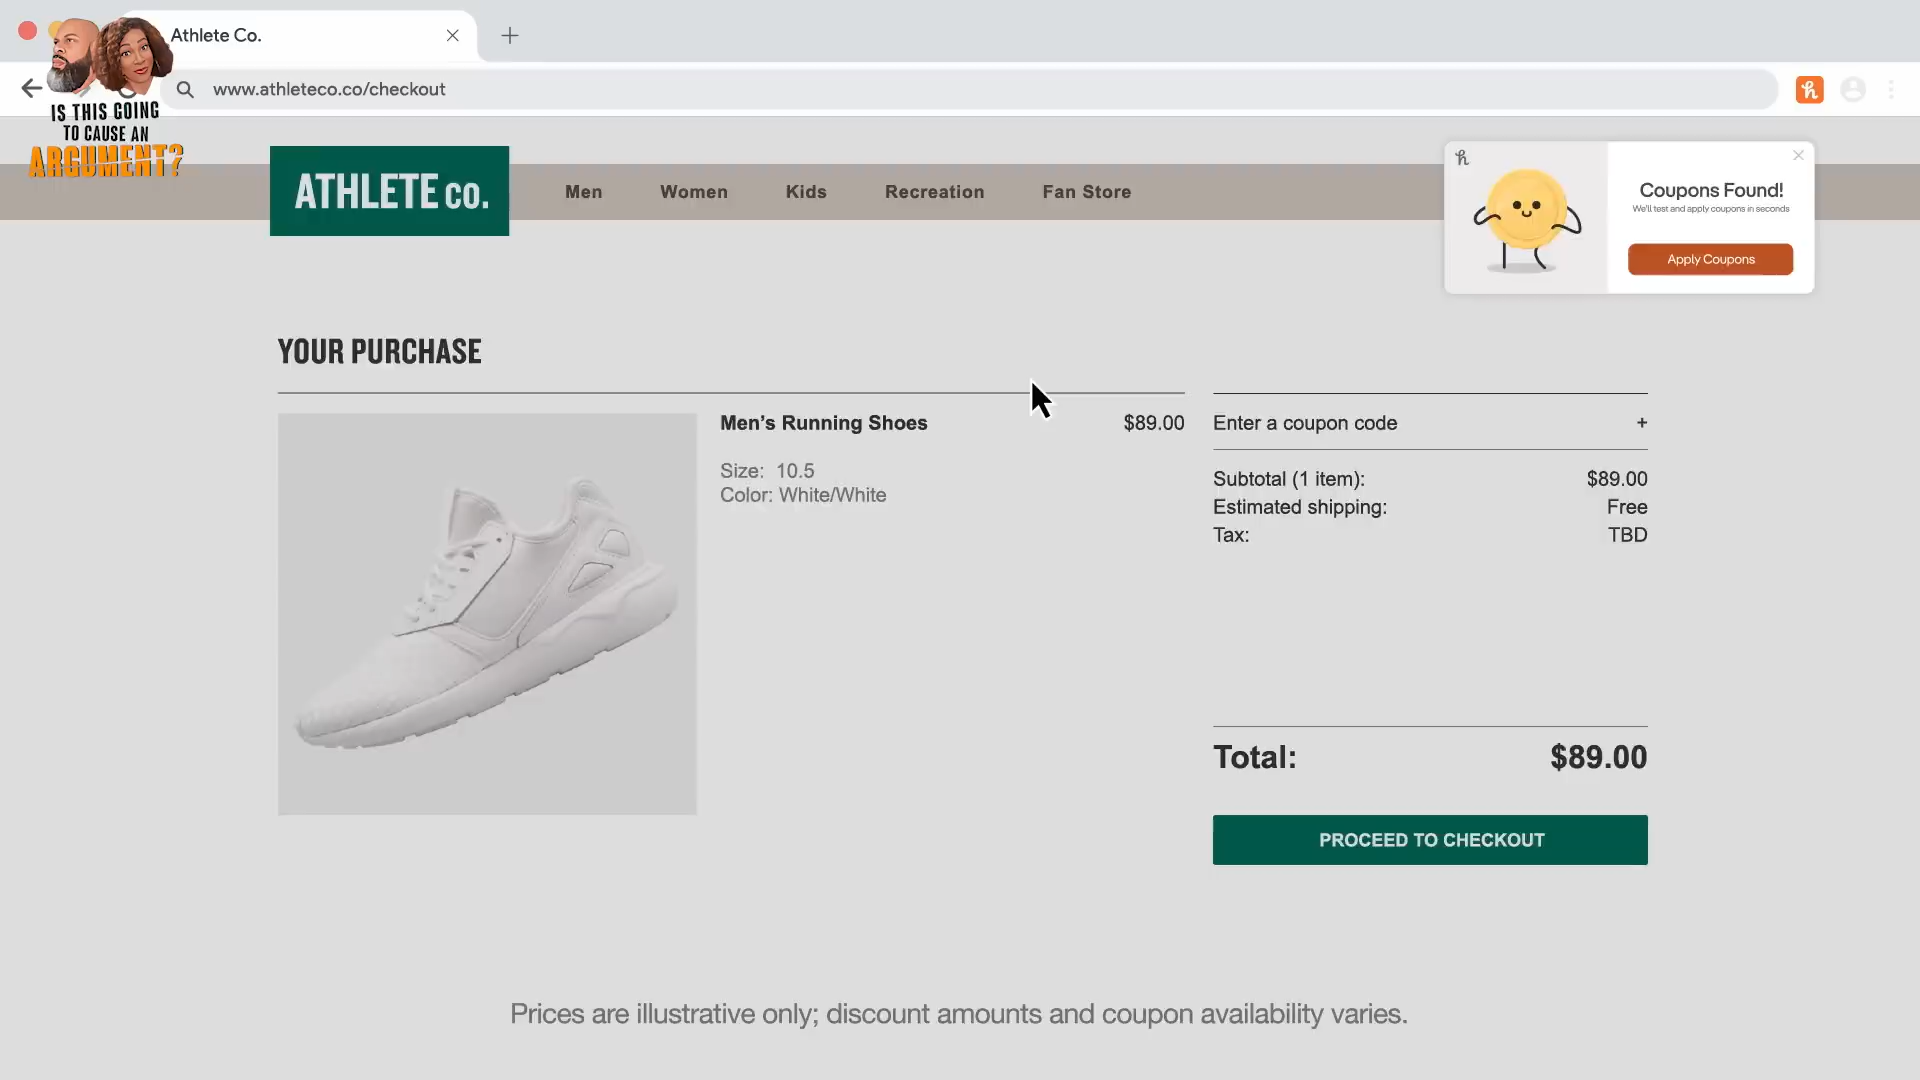 Athlete Co.
www.athleteco.co/checkout
IS THIS GOING
TO CAUSE AN
ARGUMENT?
ATHLETE CO.
Men
Women
Kids
Recreation
Fan Store
h
h
Coupons Found!
We'll test and apply coupons in seconds
Apply Coupons
YOUR PURCHASE
Men's Running Shoes
$89.00
Size: 10.5
Color: White/White
Enter a coupon code +
Subtotal (1 item): $89.00
Estimated shipping: Free
Tax: TBD
Total: $89.00
PROCEED TO CHECKOUT
Prices are illustrative only; discount amounts and coupon availability varies.